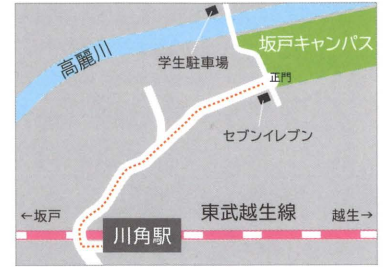 学生駐車場
高麗川
坂戸キャンパス
正門
セブンイレブン
←坂戸
東武越生線
越生→
川角駅